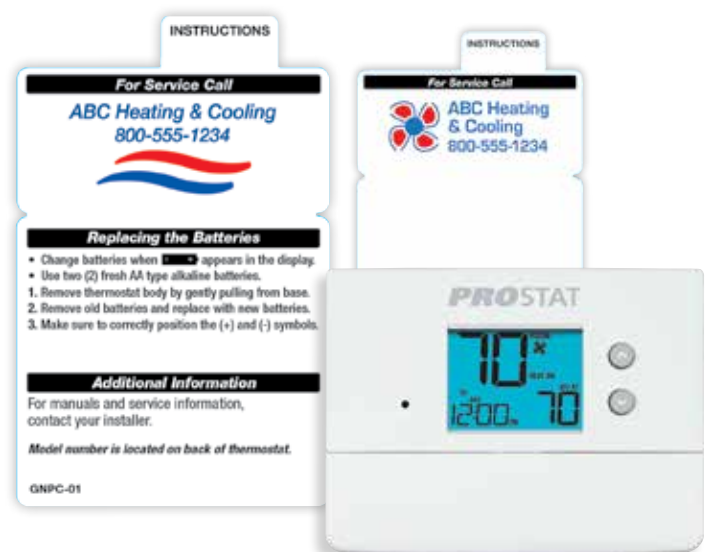 INSTRUCTIONS
For Service Call
ABC Heating & Cooling
800-555-1234
Replacing the Batteries
• Change batteries when appears in the display.
• Use two (2) fresh AA type alkaline batteries.
1. Remove thermostat body by gently pulling from base.
2. Remove old batteries and replace with new batteries.
3. Make sure to correctly position the (+) and (-) symbols.
Additional Information
For manuals and service information,
contact your installer.
Model number is located on back of thermostat.
GNPC-01
INSTRUCTIONS
For Service Call
ABC Heating
& Cooling
800-555-1234
PROSTAT
70
12:00
70